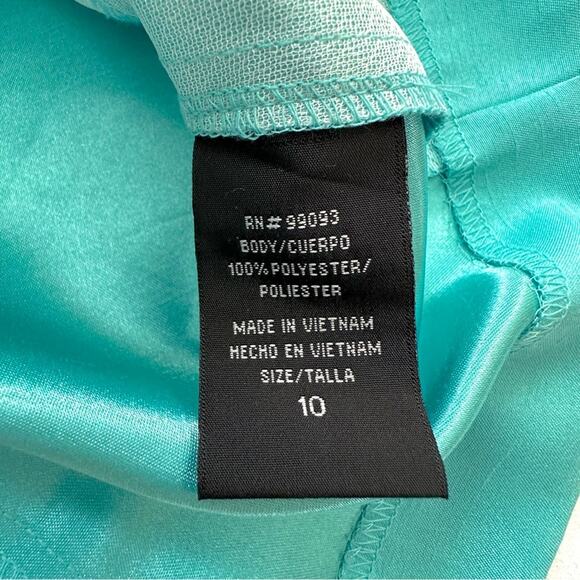 RN#99093
BODY/CUERPO
100%POLYESTER/
POLIESTER
MADE IN VIETNAM
HECHO EN VIETNAM
SIZE/TALLA
10